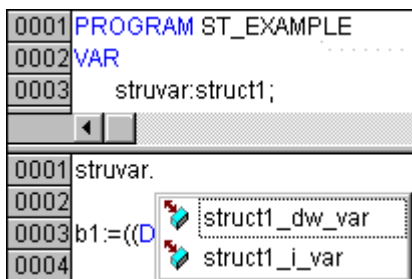 0001 PROGRAM ST_EXAMPLE
0002 VAR
0003 struvar:struct1;
0001 struvar.
0002
struct1_dw_var
0003 b1:=((D
struct1_i_var
0004